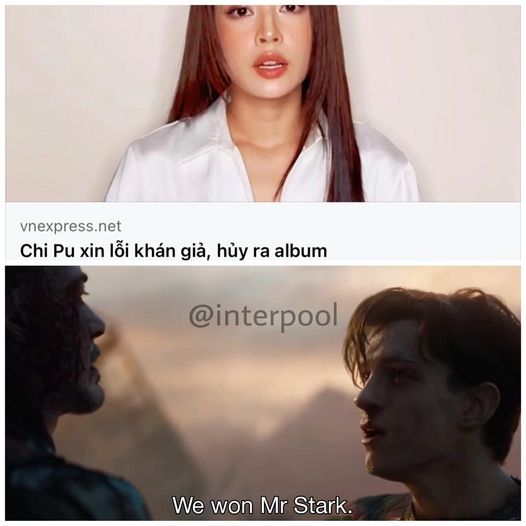 vnexpress.net
Chi Pu xin lỗi khán giả, hủy ra album
@interpool
We won Mr Stark.